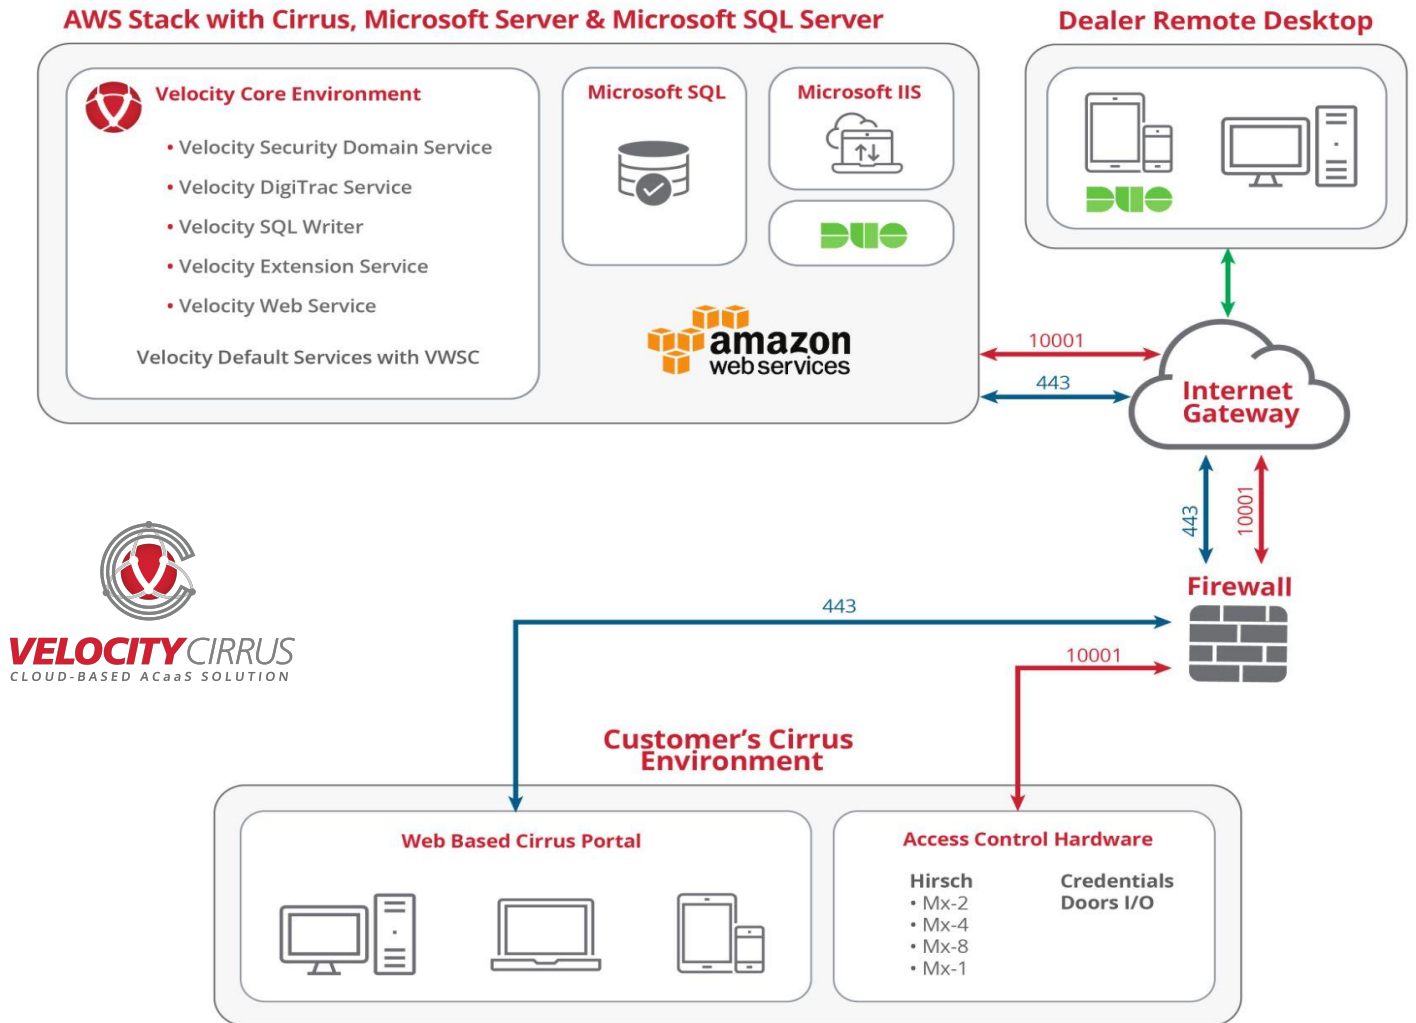 AWS Stack with Cirrus, Microsoft Server & Microsoft SQL Server
Dealer Remote Desktop
Velocity Core Environment
• Velocity Security Domain Service
• Velocity DigiTrac Service
• Velocity SQL Writer
• Velocity Extension Service
• Velocity Web Service
Velocity Default Services with VWSC
Microsoft SQL
Microsoft IIS
DUO
DUO
amazon
web services
10001
443
Internet
Gateway
443
10001
Firewall
443
10001
VELOCITY CIRRUS
CLOUD-BASED ACaaS SOLUTION
Customer’s Cirrus
Environment
Web Based Cirrus Portal
Access Control Hardware
Hirsch
• Mx-2
• Mx-4
• Mx-8
• Mx-1
Credentials
Doors I/O